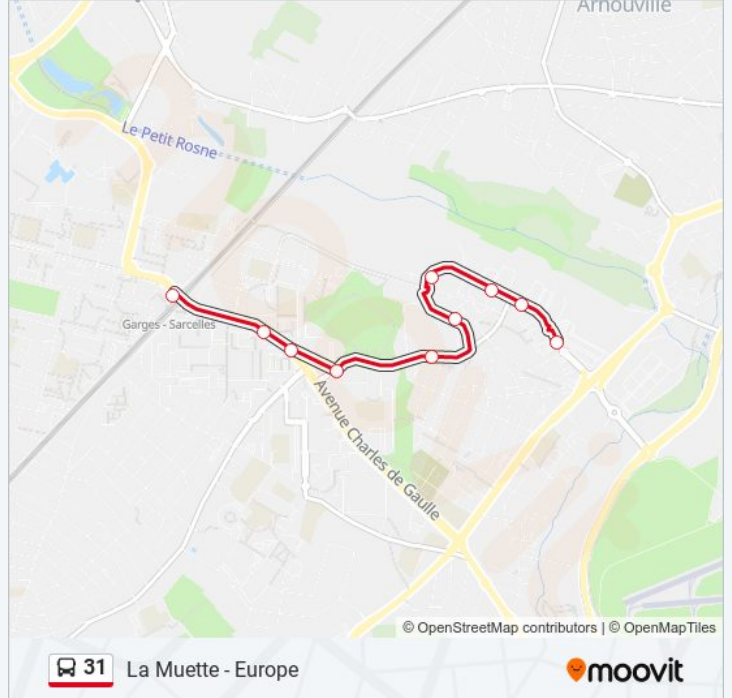 Arnouville
Le Petit Rosne
Garges - Sarcelles
Avenue Charles de Gaulle
© OpenStreetMap contributors | © OpenMapTiles
31 La Muette - Europe
moovit